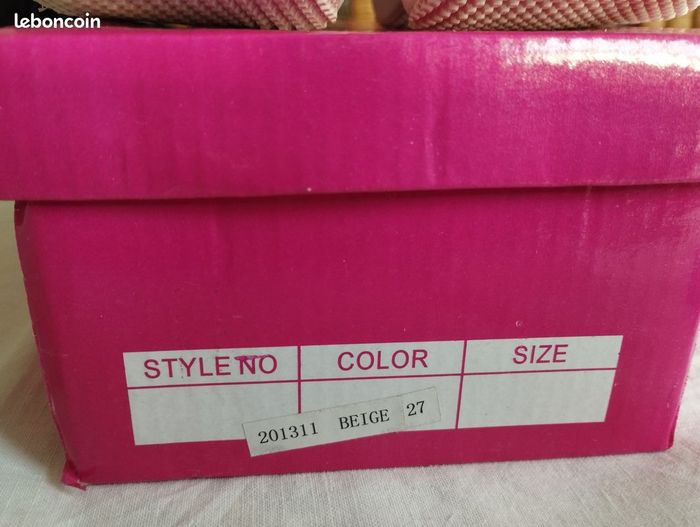 leboncoin
STYLE NO COLOR SIZE
201311 BEIGE 27